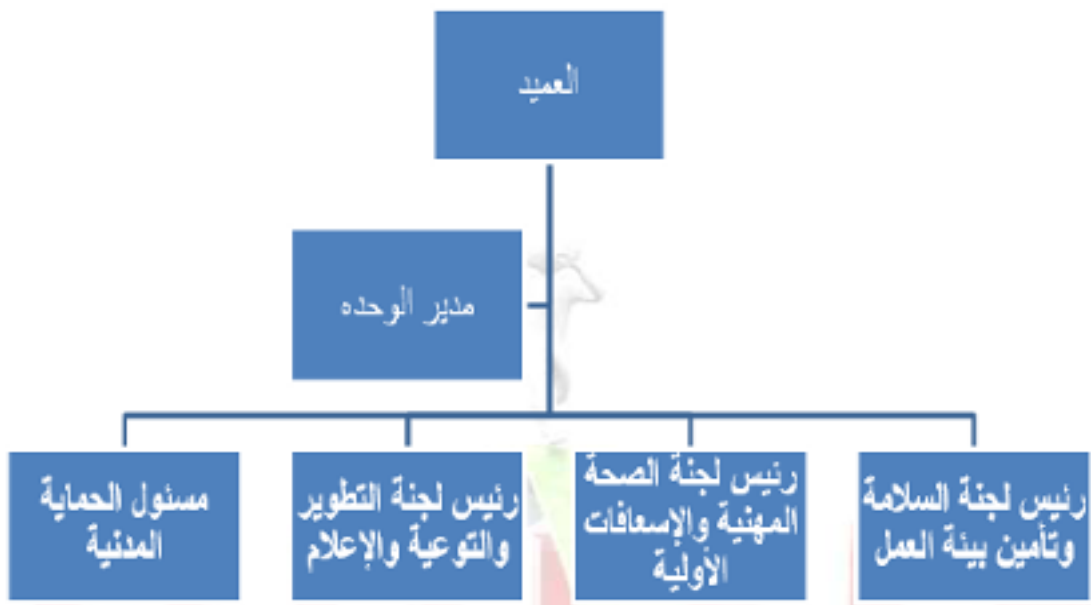 العميد
مدير الوحده
رئيس لجنة السلامة
وتأمين بيئة العمل
رئيس لجنة الصحة
المهنية والإسعافات
الأولية
رئيس لجنة التطوير
والتوعية والإعلام
مسئول الحماية
المدنية